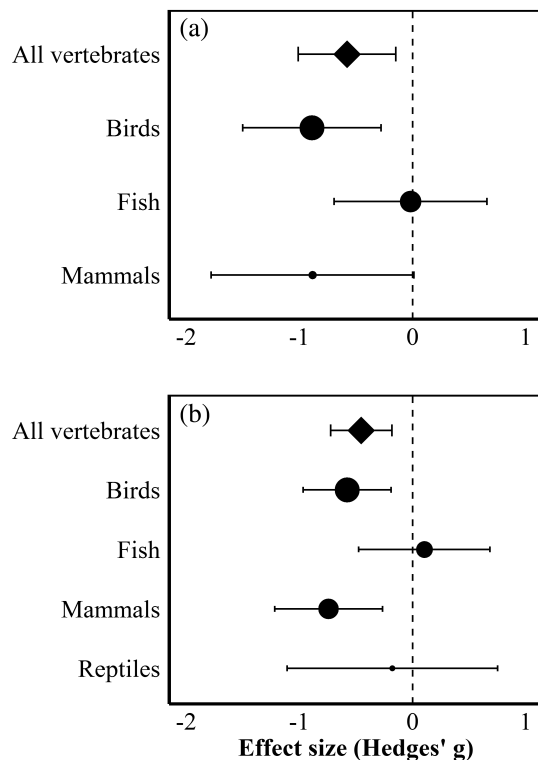 (a)
All vertebrates
Birds
Fish
Mammals
-2 -1 0 1
(b)
All vertebrates
Birds
Fish
Mammals
Reptiles
-2 -1 0 1
Effect size (Hedges' g)